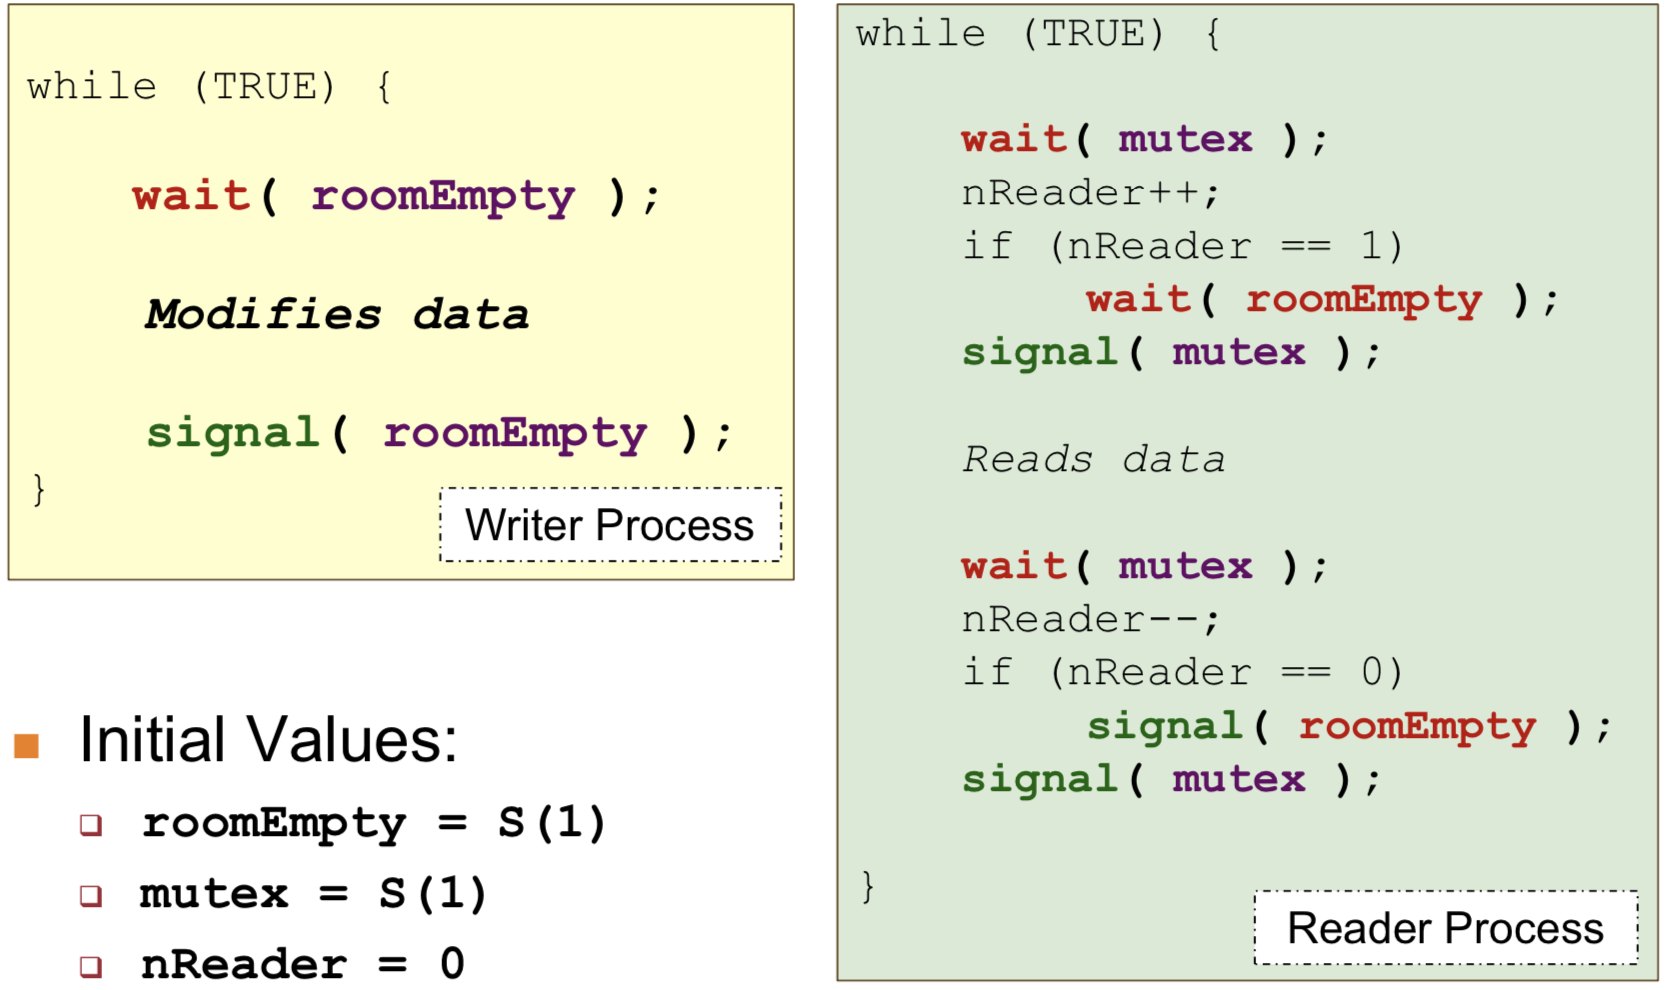 while (TRUE) {
wait( roomEmpty );
Modifies data
signal( roomEmpty );
}
Writer Process
Initial Values:
roomEmpty = S(1)
mutex = S(1)
nReader = 0
while (TRUE) {
wait( mutex );
nReader++;
if (nReader == 1)
wait( roomEmpty );
signal( mutex );
Reads data
wait( mutex );
nReader--;
if (nReader == 0)
signal( roomEmpty );
signal( mutex );
}
Reader Process